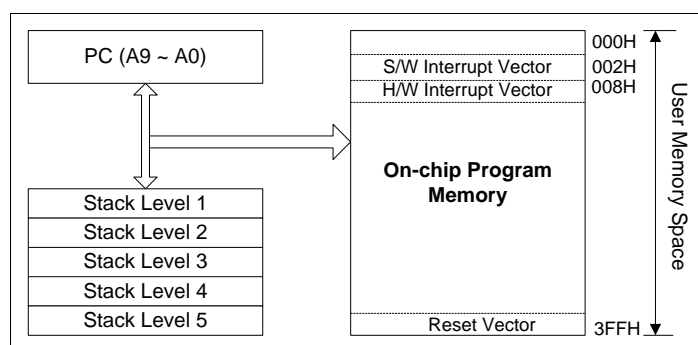 PC (A9 ~ A0)
Stack Level 1
Stack Level 2
Stack Level 3
Stack Level 4
Stack Level 5
000H
S/W Interrupt Vector 002H
H/W Interrupt Vector 008H
On-chip Program
Memory
Reset Vector 3FFH
User Memory Space